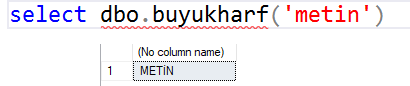 select dbo.buyukharf('metin')
(No column name)
1 METİN